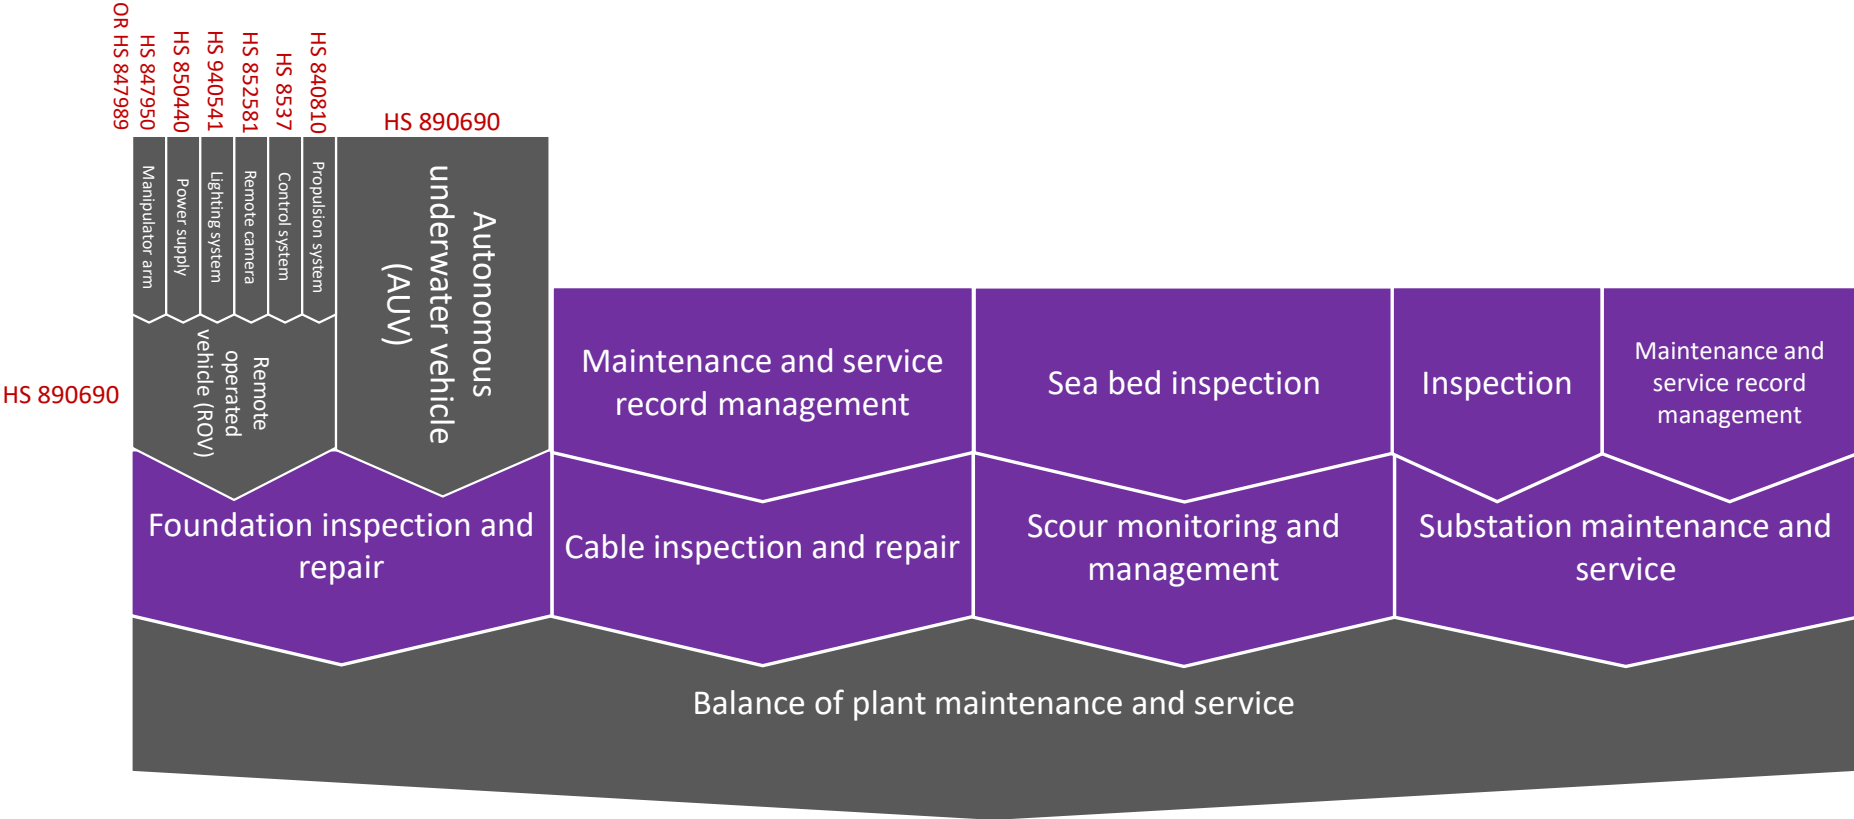 OR HS 847989
HS 847950
HS 850440
HS 940541
HS 852581
HS 8537
HS 840810
HS 890690
Manipulator arm
Power supply
Lighting system
Remote camera
Control system
Propulsion system
Autonomous
underwater vehicle
(AUV)
HS 890690
Remote
operated
vehicle (ROV)
Maintenance and service
record management
Sea bed inspection
Inspection
Maintenance and
service record
management
Foundation inspection and
repair
Cable inspection and repair
Scour monitoring and
management
Substation maintenance and
service
Balance of plant maintenance and service